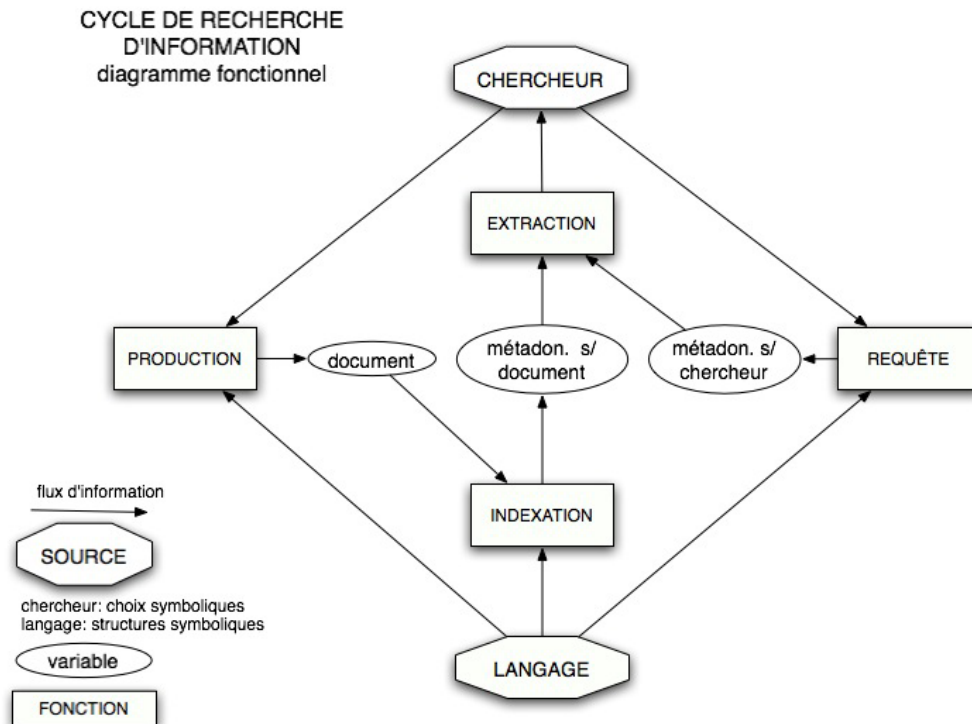 CYCLE DE RECHERCHE
D'INFORMATION
diagramme fonctionnel
CHERCHEUR
EXTRACTION
PRODUCTION
document
métadon. s/
document
métadon. s/
chercheur
REQUÊTE
INDEXATION
LANGAGE
flux d'information
SOURCE
chercheur: choix symboliques
langage: structures symboliques
variable
FONCTION